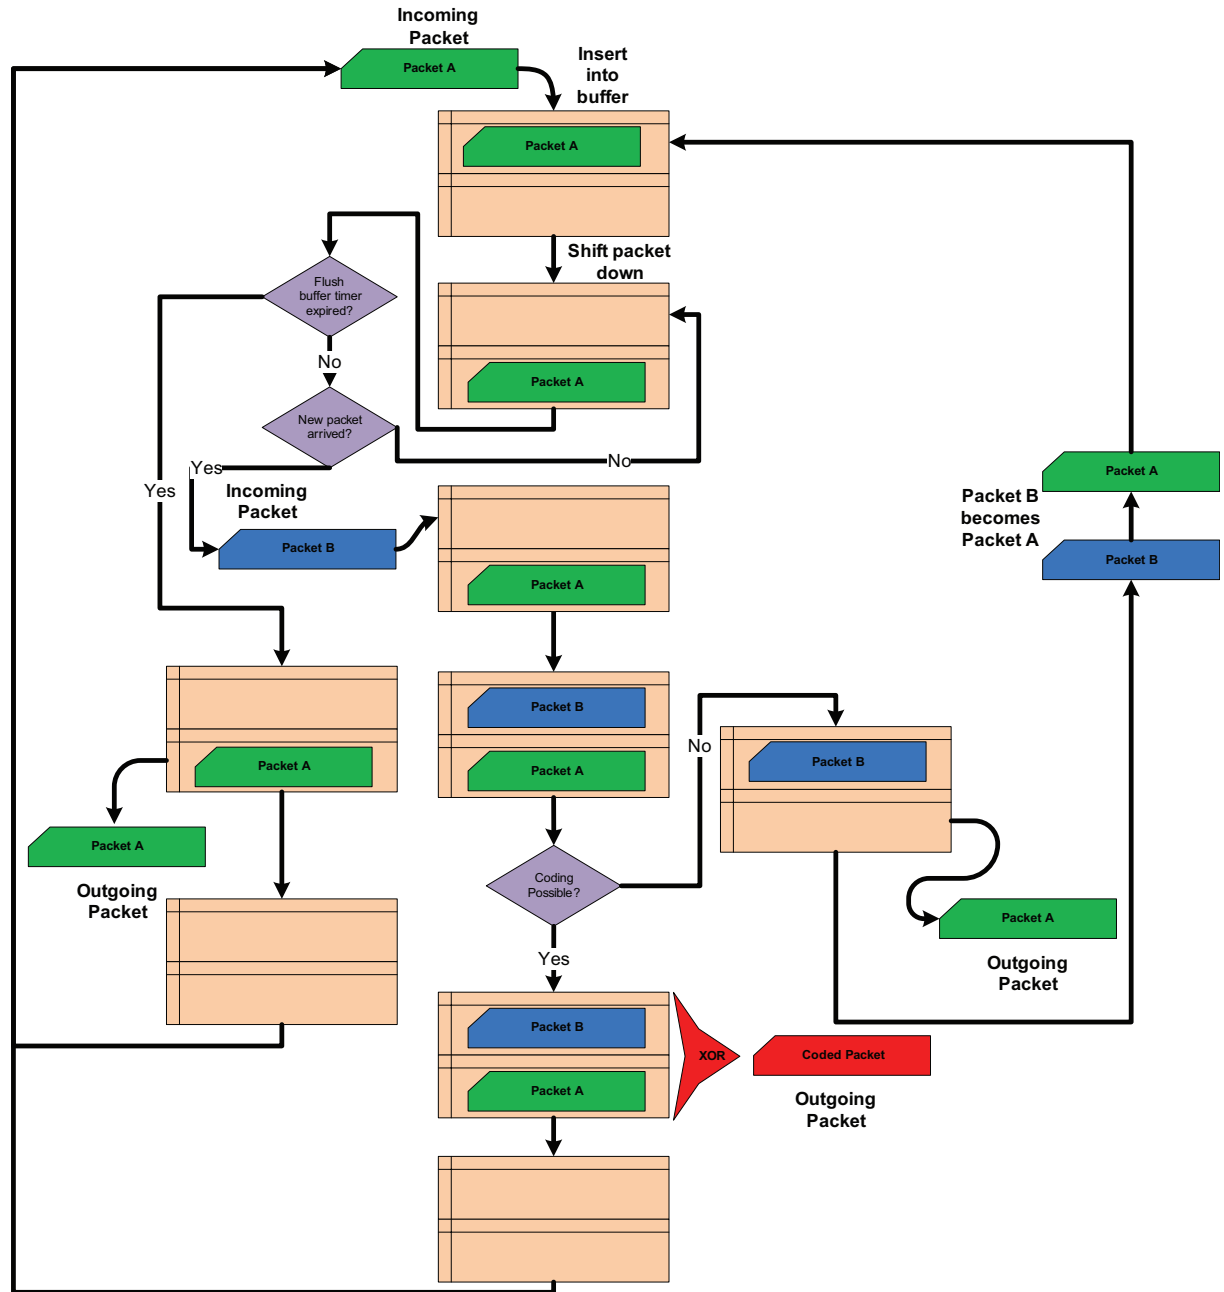 Incoming
Packet
Packet A
Insert
into
buffer
Packet A
Shift packet
down
Flush
buffer timer
expired?
No
Packet A
New packet
arrived?
No
Yes
Yes
Incoming
Packet
Packet B
Packet A
Packet A
Packet B
becomes
Packet A
Packet B
Packet B
Packet A
No
Packet B
Packet A
Packet A
Outgoing
Packet
Coding
Possible?
Packet A
Outgoing
Packet
Yes
Packet B
Packet A
XOR
Coded Packet
Outgoing
Packet